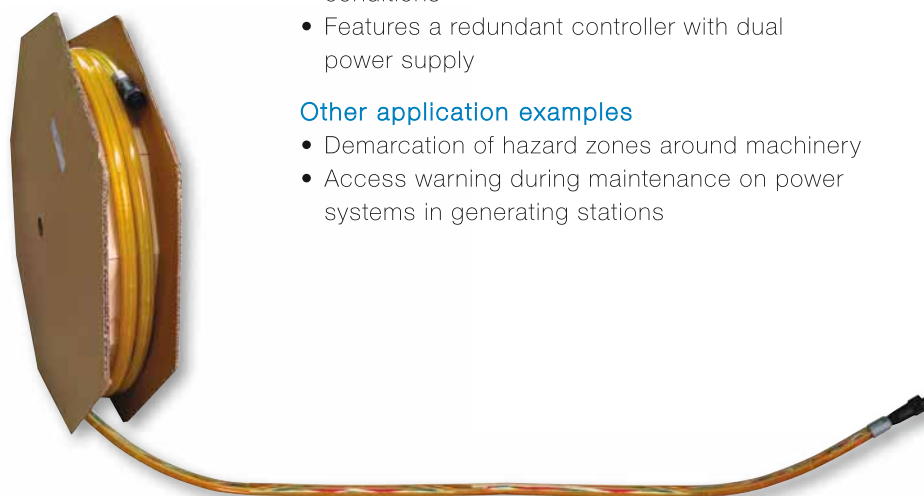 conditions
• Features a redundant controller with dual
power supply
Other application examples
• Demarcation of hazard zones around machinery
• Access warning during maintenance on power
systems in generating stations